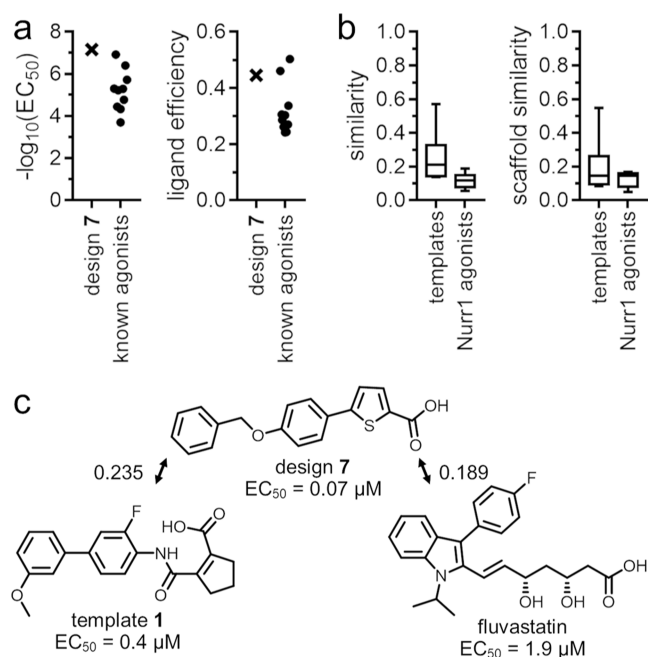 a
-log10(EC50)
8
6
4
2
0
design 7
known agonists
ligand efficiency
0.6
0.3
0.0
design 7
known agonists
b
similarity
1.0
0.8
0.6
0.4
0.2
0.0
templates
Nurr1 agonists
scaffold similarity
1.0
0.8
0.6
0.4
0.2
0.0
templates
Nurr1 agonists
c
O
S
OH
O
design 7
EC50 = 0.07 µM
0.235
0.189
F
HO
O
NH
O
O
template 1
EC50 = 0.4 µM
F
N
OH
OH
O
OH
fluvastatin
EC50 = 1.9 µM